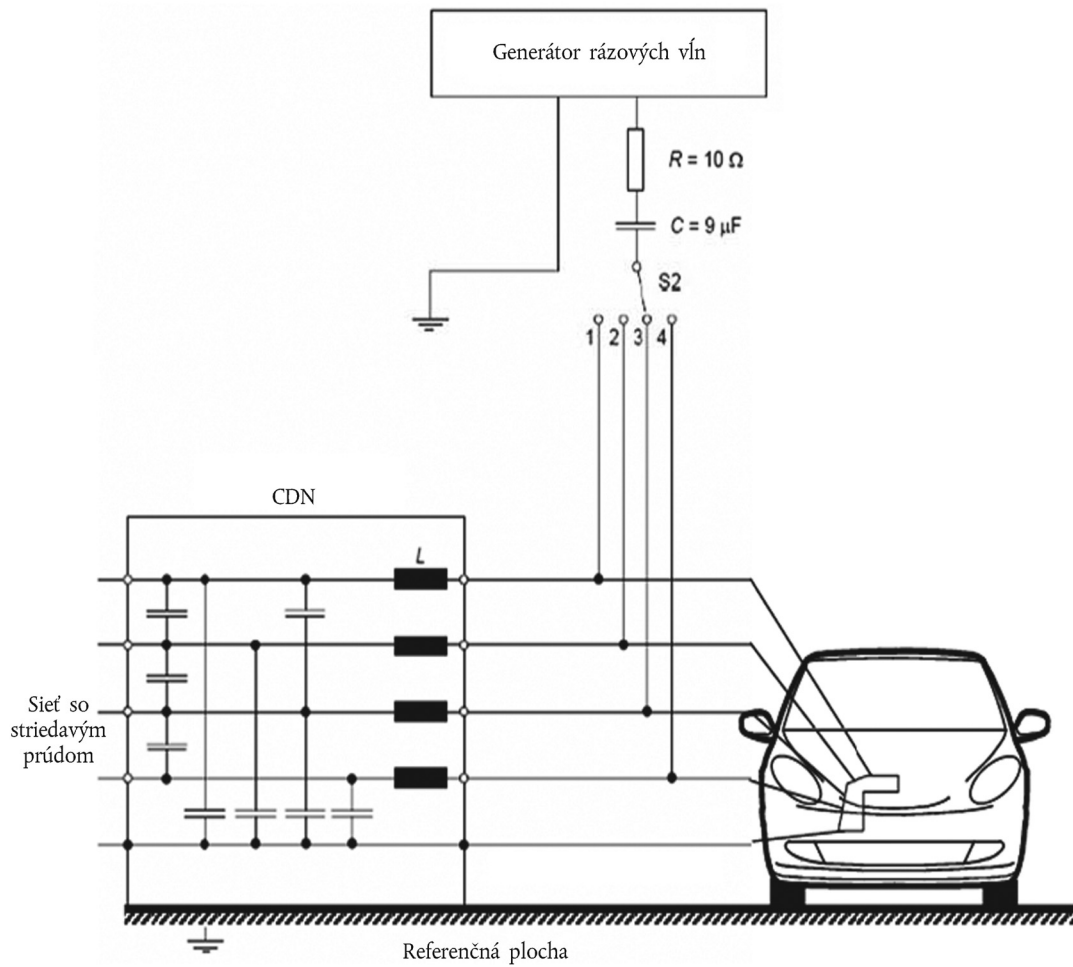 Generátor rázových vĺn
R = 10 Ω
C = 9 µF
S2
1 2 3 4
CDN
L
Sieť so
striedavým
prúdom
Referenčná plocha